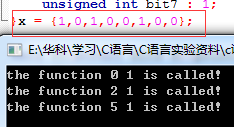 unsigned int bit7 : 1;
}x = {1,0,1,0,0,1,0,0};
E:\华科\学习\C语言\C语言实验资料\c
the function 0 1 is called!
the function 2 1 is called!
the function 5 1 is called!